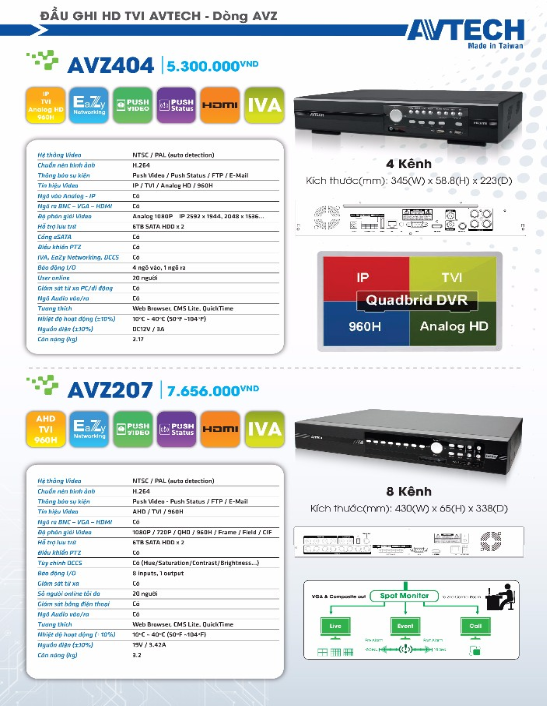 ĐẦU GHI HD TVI AVTECH - Dòng AVZ
AVTECH
Made in Taiwan
AVZ404 5.300.000VND
IP
TVI
Analog HD
960H
EaZy
Networking
PUSH
VIDEO
PUSH
Status
HDMI
IVA
Hệ thống Video NTSC / PAL (auto detection)
Chuẩn nén hình ảnh H.264
Thông báo sự kiện Push Video / Push Status / FTP / E-Mail
Tín hiệu Video IP / TVI / Analog HD / 960H
Ngõ vào Analog - IP Có
Ngõ ra BNC – VGA – HDMI Có
Độ phân giải Video Analog 1080P IP 2592 x 1944, 2048 x 1536...
Hỗ trợ lưu trữ 6TB SATA HDD x 2
Cổng eSATA Có
Điều khiển PTZ Có
IVA, EaZy Networking, DCCS Có
Báo động I/O 4 ngõ vào, 1 ngõ ra
User online 20 người
Giám sát từ xa PC/di động Có
Ngõ Audio vào/ra Có
Tương thích Web Browser, CMS Lite, QuickTime
Nhiệt độ hoạt động (±10%) 10°C ~ 40°C (50°F ~104°F)
Nguồn điện (±10%) DC12V / 3A
Cân nặng (kg) 2.17
AVTECH
4 Kênh
Kích thước(mm): 345(W) x 58.8(H) x 223(D)
IP
TVI
Quadbrid DVR
960H
Analog HD
AVZ207 7.656.000VND
AHD
TVI
960H
EaZy
Networking
PUSH
VIDEO
PUSH
Status
HDMI
IVA
Hệ thống Video NTSC / PAL (auto detection)
Chuẩn nén hình ảnh H.264
Thông báo sự kiện Push Video - Push Status / FTP / E-Mail
Tín hiệu Video AHD / TVI / 960H
Ngõ ra BNC – VGA – HDMI Có
Độ phân giải Video 1080P / 720P / QHD / 960H / Frame / Field / CIF
Hỗ trợ lưu trữ 6TB SATA HDD x 2
Điều khiển PTZ Có
Tùy chỉnh DCCS Có (Hue/Saturation/Contrast/Brightness...)
Báo động I/O 8 inputs, 1 output
Giám sát từ xa Có
Số người online tối đa 20 người
Giám sát bằng điện thoại Có
Ngõ Audio vào/ra Có
Tương thích Web Browser, CMS Lite, QuickTime
Nhiệt độ hoạt động (±10%) 10°C ~ 40°C (50°F ~104°F)
Nguồn điện (±10%) 19V / 3.42A
Cân nặng (kg) 3.2
AVTECH
8 Kênh
Kích thước(mm): 430(W) x 65(H) x 338(D)
VGA & Composite out
Spot Monitor
Live
Event
Call